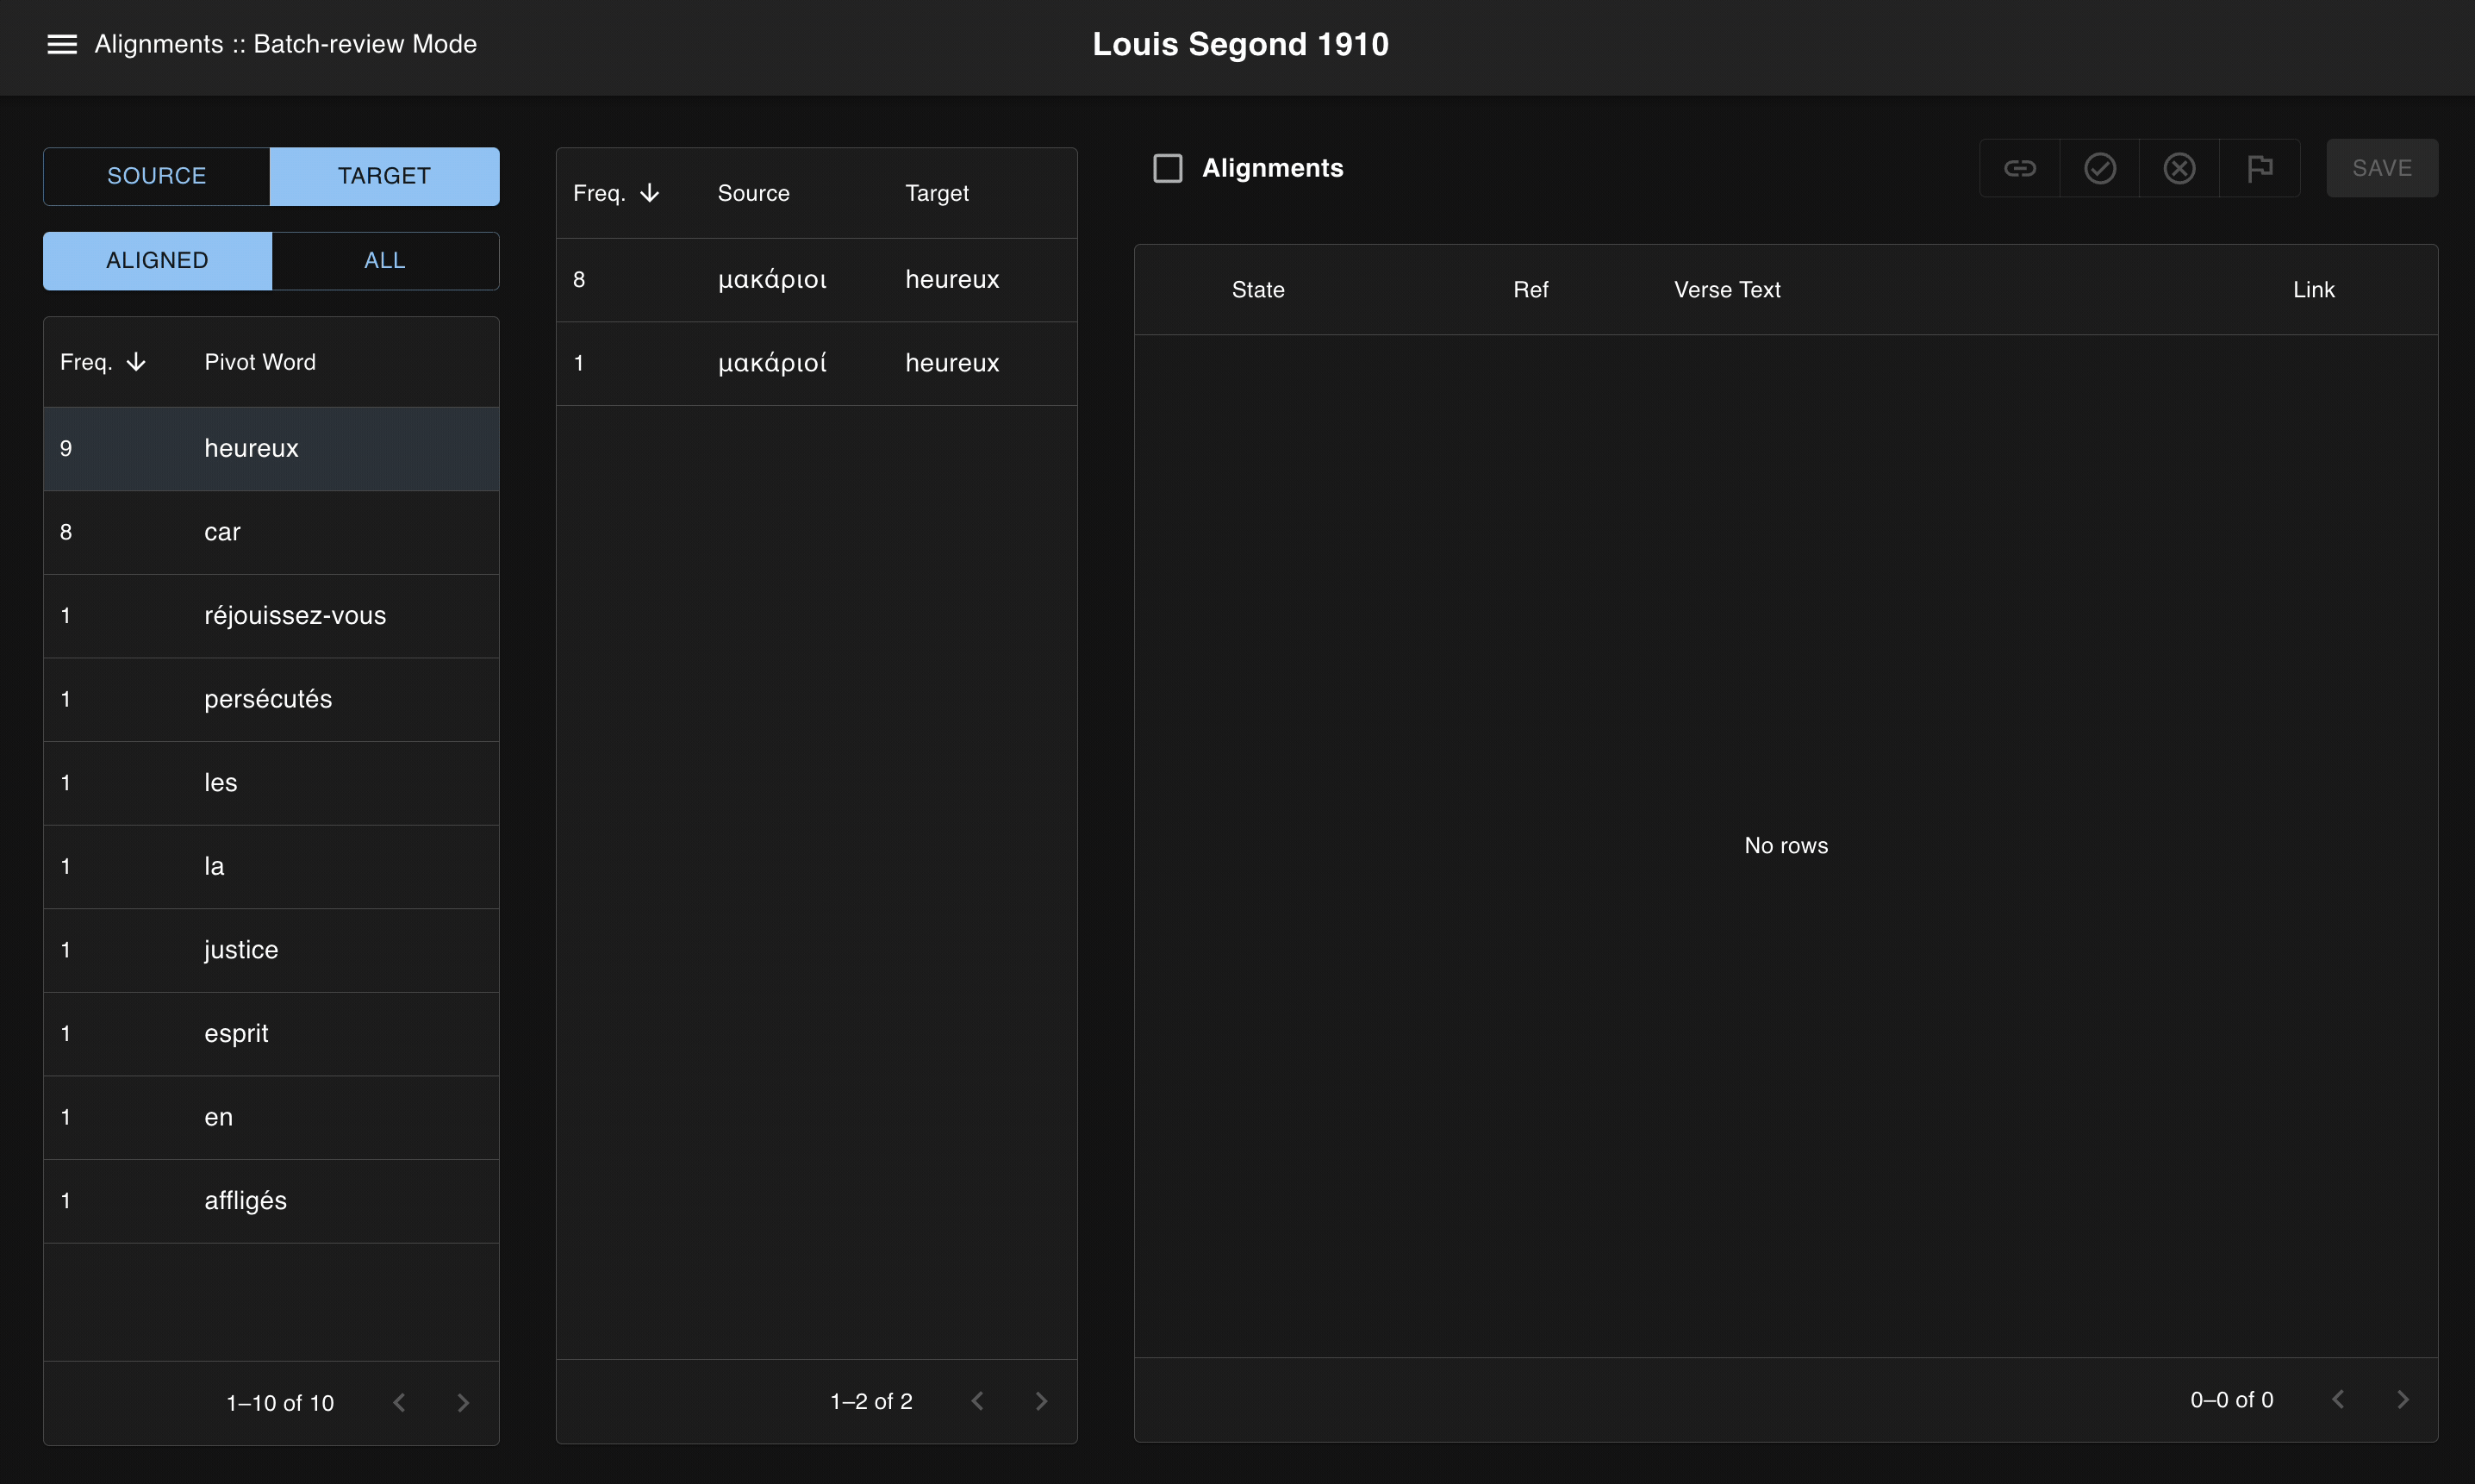 Alignments :: Batch-review Mode
Louis Segond 1910
SOURCE TARGET
ALIGNED ALL
Freq. Pivot Word
9 heureux
8 car
1 réjouissez-vous
1 persécutés
1 les
1 la
1 justice
1 esprit
1 en
1 affligés
1–10 of 10
Freq. Source Target
8 μακάριοι heureux
1 μακάριοί heureux
1–2 of 2
Alignments
SAVE
State Ref Verse Text Link
No rows
0–0 of 0